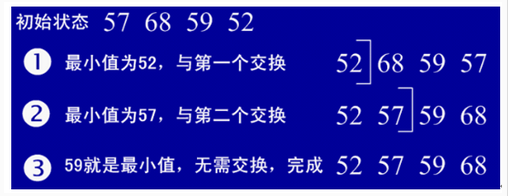 初始状态 57 68 59 52
❶ 最小值为52，与第一个交换 52 68 59 57
❷ 最小值为57，与第二个交换 52 57 59 68
❸ 59就是最小值，无需交换，完成 52 57 59 68